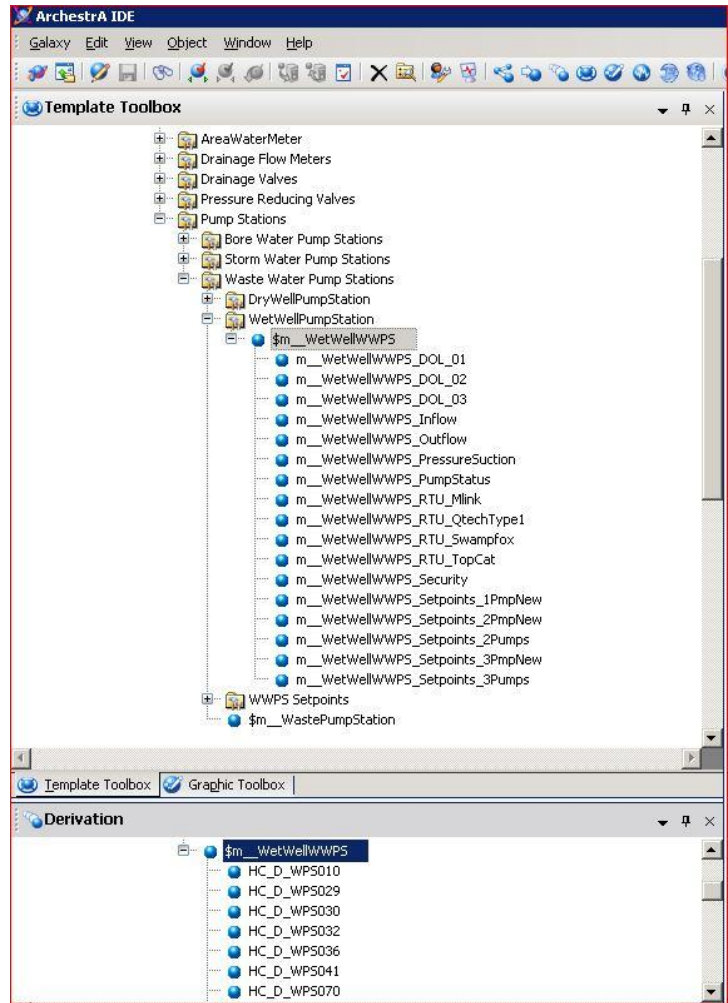 ArchestrA IDE
Galaxy Edit View Object Window Help
Template Toolbox
AreaWaterMeter
Drainage Flow Meters
Drainage Valves
Pressure Reducing Valves
Pump Stations
Bore Water Pump Stations
Storm Water Pump Stations
Waste Water Pump Stations
DryWellPumpStation
WetWellPumpStation
$m__WetWellWWPS
m__WetWellWWPS_DOL_01
m__WetWellWWPS_DOL_02
m__WetWellWWPS_DOL_03
m__WetWellWWPS_Inflow
m__WetWellWWPS_Outflow
m__WetWellWWPS_PressureSuction
m__WetWellWWPS_PumpStatus
m__WetWellWWPS_RTU_Mlink
m__WetWellWWPS_RTU_QtechType1
m__WetWellWWPS_RTU_Swampfox
m__WetWellWWPS_RTU_TopCat
m__WetWellWWPS_Security
m__WetWellWWPS_Setpoints_1PmpNew
m__WetWellWWPS_Setpoints_2PmpNew
m__WetWellWWPS_Setpoints_2Pumps
m__WetWellWWPS_Setpoints_3PmpNew
m__WetWellWWPS_Setpoints_3Pumps
WWPS Setpoints
$m__WastePumpStation
Template Toolbox Graphic Toolbox
Derivation
$m__WetWellWWPS
HC_D_WPS010
HC_D_WPS029
HC_D_WPS030
HC_D_WPS032
HC_D_WPS036
HC_D_WPS041
HC_D_WPS070